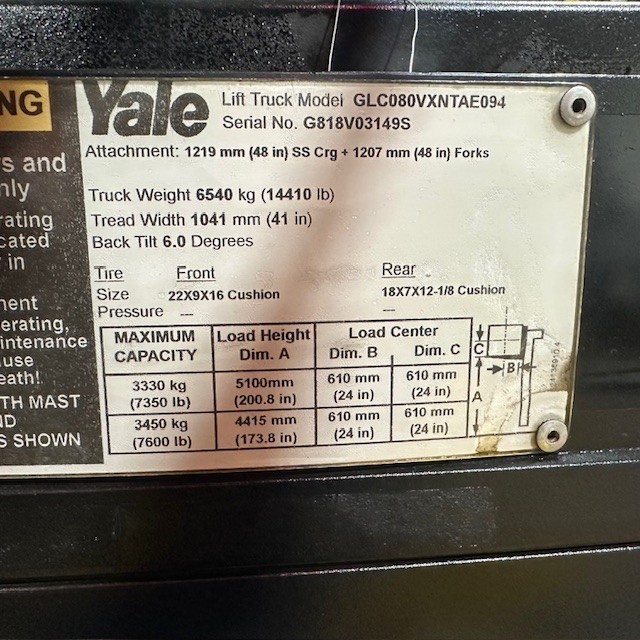 NG
rs and
nly
rating
cated
r in
ment
erating,
intenance
ause
eath!
TH MAST
ND
S SHOWN
Yale
Lift Truck Model GLC080VXNTAE094
Serial No. G818V03149S
Attachment: 1219 mm (48 in) SS Crg + 1207 mm (48 in) Forks
Truck Weight 6540 kg (14410 lb)
Tread Width 1041 mm (41 in)
Back Tilt 6.0 Degrees
Tire Front Rear
Size 22X9X16 Cushion 18X7X12-1/8 Cushion
Pressure --- ---
MAXIMUM CAPACITY Load Height Dim. A Load Center Dim. B Dim. C
3330 kg (7350 lb) 5100mm (200.8 in) 610 mm (24 in) 610 mm (24 in)
3450 kg (7600 lb) 4415 mm (173.8 in) 610 mm (24 in) 610 mm (24 in)
C
B
A